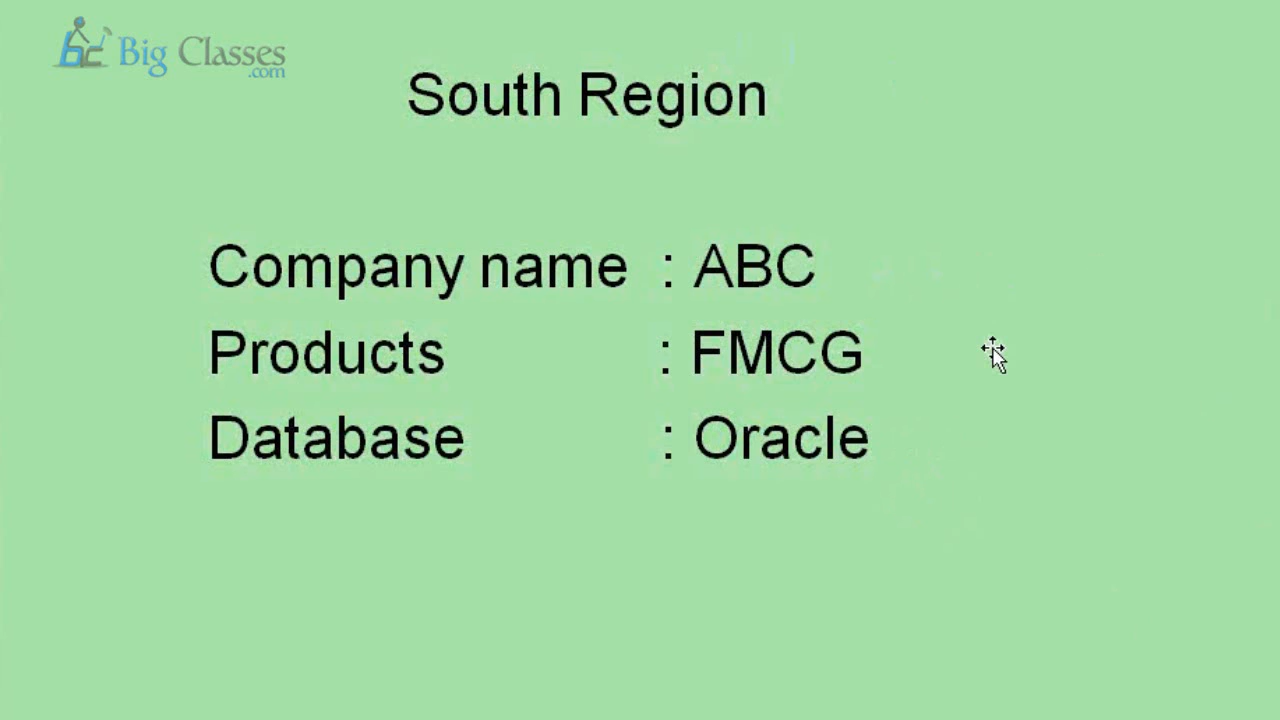 Big Classes
.com
South Region
Company name : ABC
Products : FMCG
Database : Oracle